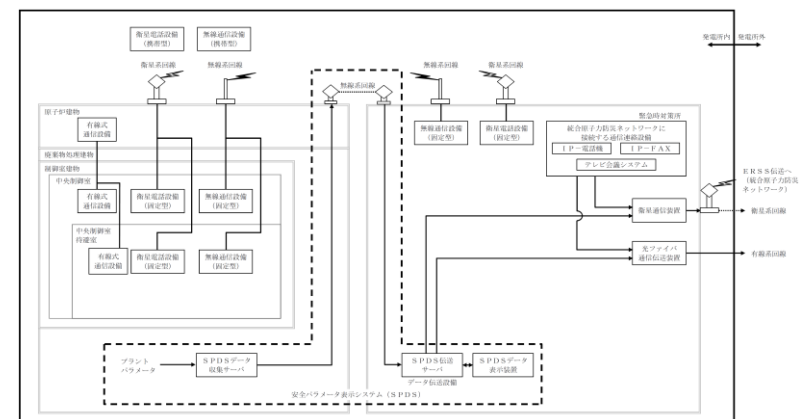 衛星電話設備
(携帯型)
無線通信設備
(携帯型)
発電所内
発電所外
衛星系回線
無線系回線
無線系回線
無線系回線
衛星系回線
原子炉建物
有線式
通信設備
廃棄物処理建物
制御室建物
中央制御室
有線式
通信設備
衛星電話設備
(固定型)
無線通信設備
(固定型)
中央制御室
待避室
有線式
通信設備
衛星電話設備
(固定型)
無線通信設備
(固定型)
無線通信設備
(固定型)
衛星電話設備
(固定型)
緊急時対策所
統合原子力防災ネットワークに
接続する通信連絡設備
IP-電話機
IP-FAX
テレビ会議システム
ERSS伝送へ
(統合原子力防災
ネットワーク)
衛星通信装置
衛星系回線
光ファイバ
通信伝送装置
有線系回線
プラント
パラメータ
SPDSデータ
収集サーバ
SPDS伝送
サーバ
SPDSデータ
表示装置
データ伝送設備
安全パラメータ表示システム(SPDS)